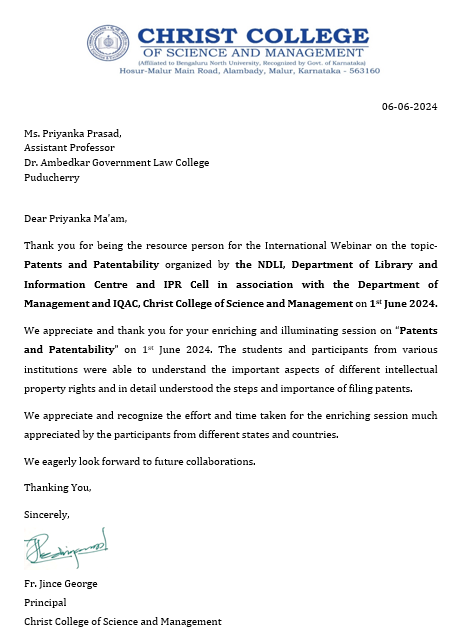 CHRIST COLLEGE
OF SCIENCE AND MANAGEMENT
(Affiliated to Bengaluru North University, Recognized by Govt. of Karnataka)
Hosur-Malur Main Road, Alambady, Malur, Karnataka - 563160
06-06-2024
Ms. Priyanka Prasad,
Assistant Professor
Dr. Ambedkar Government Law College
Puducherry
Dear Priyanka Ma'am,
Thank you for being the resource person for the International Webinar on the topic-
Patents and Patentability organized by the NDLI, Department of Library and
Information Centre and IPR Cell in association with the Department of
Management and IQAC, Christ College of Science and Management on 1st June 2024.
We appreciate and thank you for your enriching and illuminating session on “Patents
and Patentability” on 1st June 2024. The students and participants from various
institutions were able to understand the important aspects of different intellectual
property rights and in detail understood the steps and importance of filing patents.
We appreciate and recognize the effort and time taken for the enriching session much
appreciated by the participants from different states and countries.
We eagerly look forward to future collaborations.
Thanking You,
Sincerely,
Fr. Jince George
Principal
Christ College of Science and Management